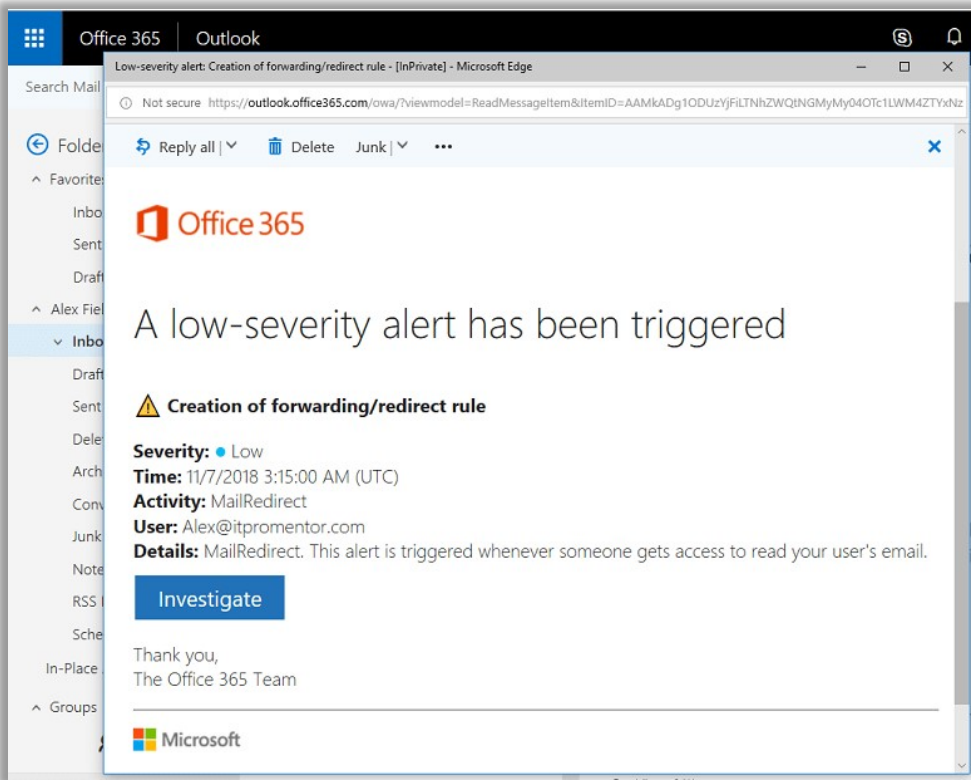 Office 365 Outlook
Low-severity alert: Creation of forwarding/redirect rule - [InPrivate] - Microsoft Edge
Search Mail
Not secure https://outlook.office365.com/owa/?viewmodel=ReadMessageItem&ItemID=AAMkADg1ODUzYjFiLTNhZWQtNGMyMy04OTc1LWM4ZTYxNz
Folde
Reply all | Delete Junk | •••
Favorite
Inbo
Sent
Draft
Office 365
Alex Fiel
Inbo
A low-severity alert has been triggered
Draft
Sent
Creation of forwarding/redirect rule
Dele
Severity: Low
Arch
Time: 11/7/2018 3:15:00 AM (UTC)
Conv
Activity: MailRedirect
User: Alex@itpromentor.com
Junk
Details: MailRedirect. This alert is triggered whenever someone gets access to read your user's email.
Note
RSS
Investigate
Sche
Thank you,
In-Place
The Office 365 Team
Groups
Microsoft